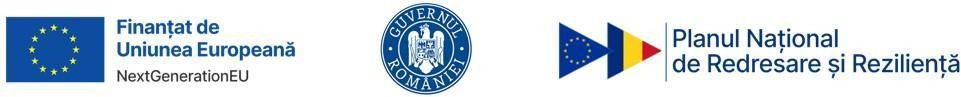 Finanțat de
Uniunea Europeană
NextGenerationEU
GUVERNUL
ROMÂNIEI
Planul Național
de Redresare și Reziliență